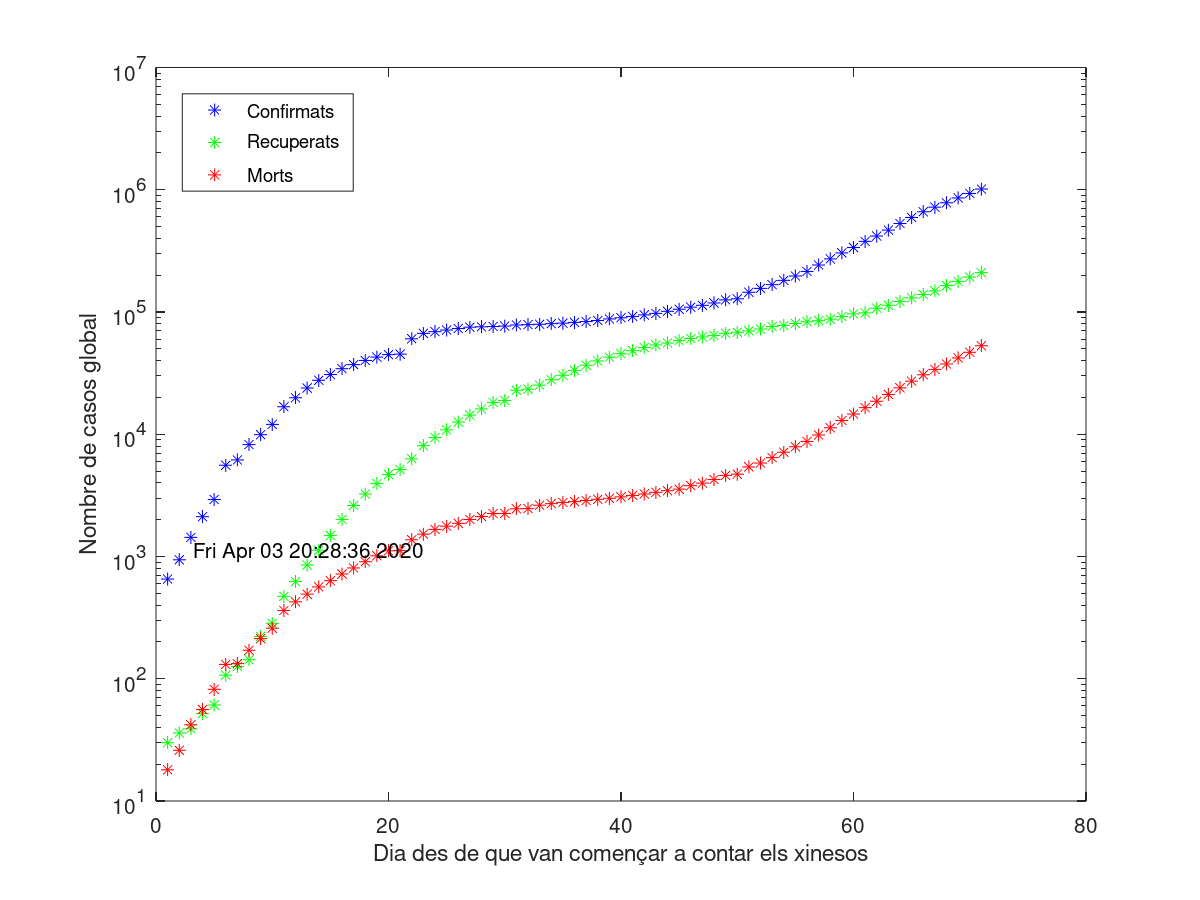 10^7
Confirmats
Recuperats
Morts
10^6
10^5
10^4
10^3
Fri Apr 03 20:28:36 2020
10^2
10^1
0 20 40 60 80
Nombre de casos global
Dia des de que van començar a contar els xinesos